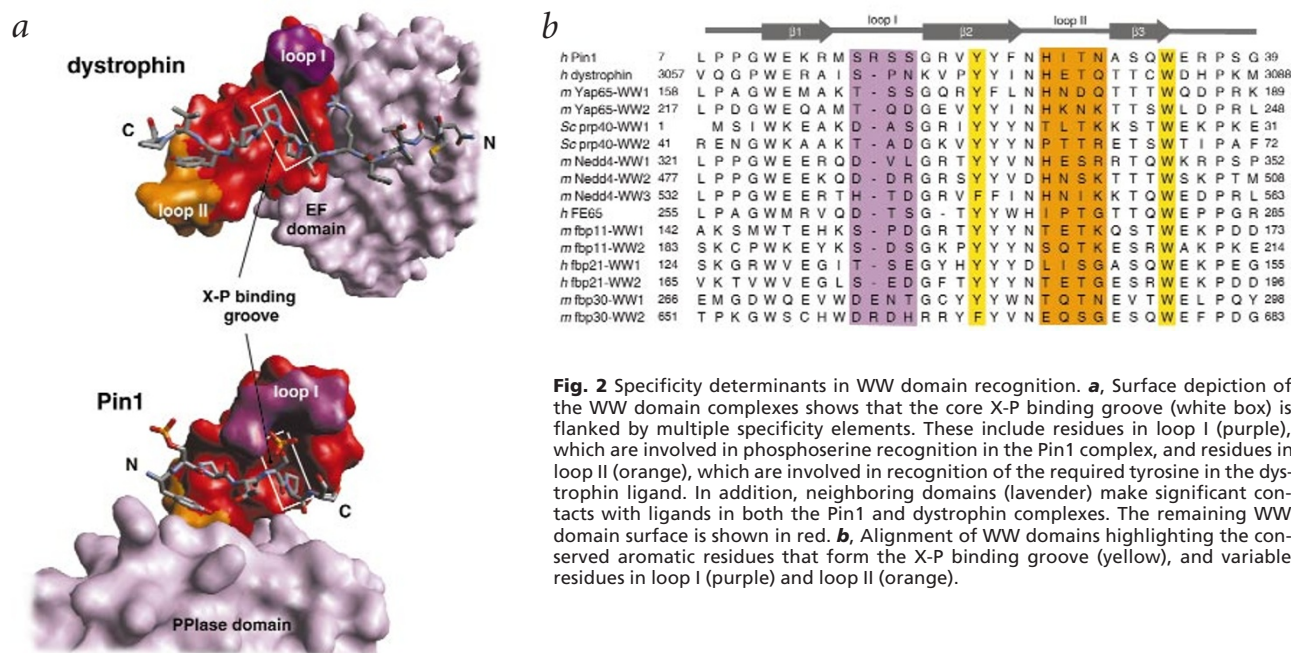 a
dystrophin
loop I
C
N
loop II
EF
domain
X-P binding
groove
Pin1
loop I
N
C
PPIase domain
b
β1 loop I β2 loop II β3
h Pin1 7 L P P G W E K R M S R S S G R V Y Y F N H I T N A S Q W E R P S G 39
h dystrophin 3057 V Q G P W E R A I S - P N K V P Y Y I N H E T Q T T C W D H P K M 3088
m Yap65-WW1 158 L P A G W E M A K T - S S G Q R Y F L N H N D Q T T T W Q D P R K 189
m Yap65-WW2 217 L P D G W E Q A M T - Q D G E V Y Y I N H K N K T T S W L D P R L 248
Sc prp40-WW1 1 M S I W K E A K D - A S G R I Y Y Y N T L T K K S T W E K P K E 31
Sc prp40-WW2 41 R E N G W K A A K T - A D G K V Y Y Y N P T T R E T S W T I P A F 72
m Nedd4-WW1 321 L P P G W E E R Q D - V L G R T Y Y V N H E S R R T Q W K R P S P 352
m Nedd4-WW2 477 L P P G W E E K Q D - D R G R S Y Y V D H N S K T T T W S K P T M 508
m Nedd4-WW3 532 L P P G W E E R T H - T D G R V F F I N H N I K K T Q W E D P R L 563
h FE65 255 L P A G W M R V Q D - T S G - T Y Y W H I P T G T T Q W E P P G R 285
m fbp11-WW1 142 A K S M W T E H K S - P D G R T Y Y Y N T E T K Q S T W E K P D D 173
m fbp11-WW2 183 S K C P W K E Y K S - D S G K P Y Y Y N S Q T K E S R W A K P K E 214
h fbp21-WW1 124 S K G R W V E G I T - S E G Y H Y Y Y D L I S G A S Q W E K P E G 155
h fbp21-WW2 165 V K T V W V E G L S - E D G F T Y Y Y N T E T G E S R W E K P D D 196
m fbp30-WW1 266 E M G D W Q E V W D E N T G C Y Y Y W N T Q T N E V T W E L P Q Y 298
m fbp30-WW2 651 T P K G W S C H W D R D H R R Y F Y V N E Q S G E S Q W E F P D G 683
Fig. 2 Specificity determinants in WW domain recognition. a, Surface depiction of
the WW domain complexes shows that the core X-P binding groove (white box) is
flanked by multiple specificity elements. These include residues in loop I (purple),
which are involved in phosphoserine recognition in the Pin1 complex, and residues in
loop II (orange), which are involved in recognition of the required tyrosine in the dys-
trophin ligand. In addition, neighboring domains (lavender) make significant con-
tacts with ligands in both the Pin1 and dystrophin complexes. The remaining WW
domain surface is shown in red. b, Alignment of WW domains highlighting the con-
served aromatic residues that form the X-P binding groove (yellow), and variable
residues in loop I (purple) and loop II (orange).